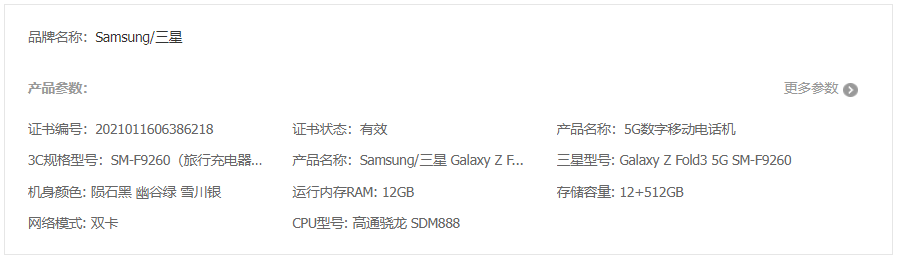 品牌名称：Samsung/三星
产品参数：
更多参数
证书编号：2021011606386218 证书状态：有效 产品名称：5G数字移动电话机
3C规格型号：SM-F9260（旅行充电器... 产品名称：Samsung/三星 Galaxy Z F... 三星型号: Galaxy Z Fold3 5G SM-F9260
机身颜色: 陨石黑 幽谷绿 雪川银 运行内存RAM: 12GB 存储容量: 12+512GB
网络模式: 双卡 CPU型号: 高通骁龙 SDM888